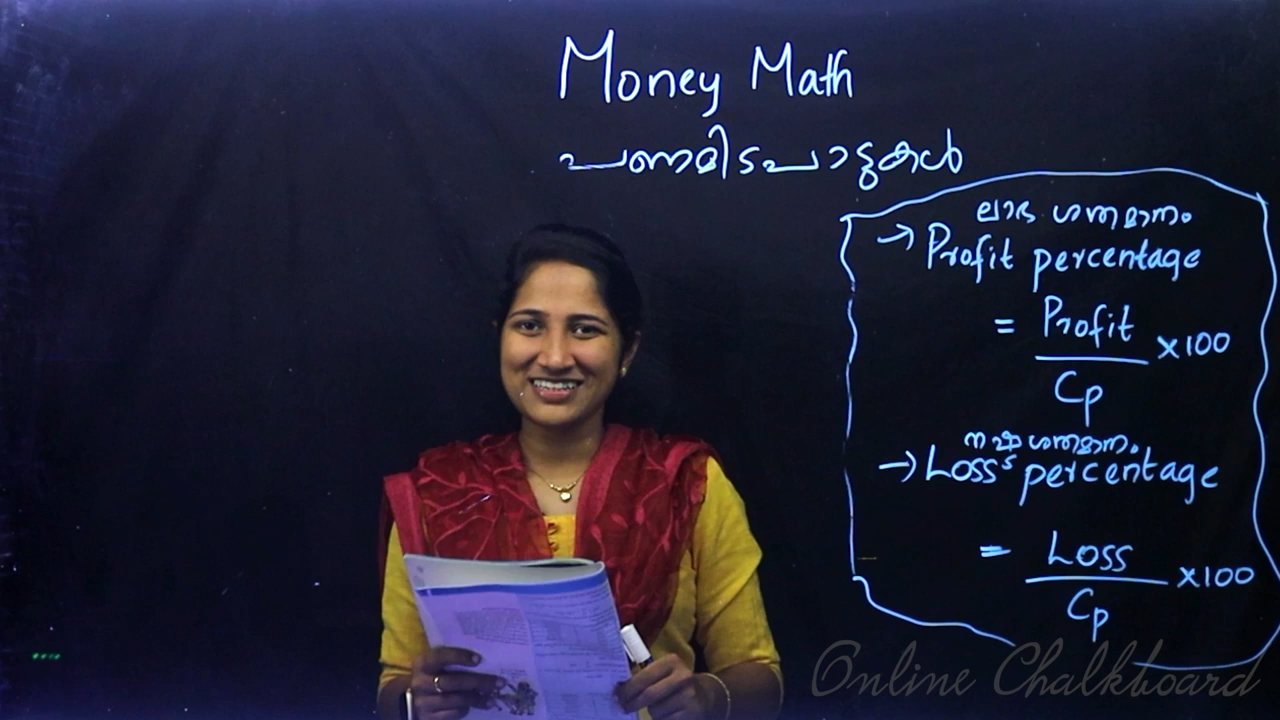 Money Math
പണമിടപാടുകൾ
ലാഭ ശതമാനം
→ Profit percentage
= Profit / Cp ×100
നഷ്ട ശതമാനം
→ Loss percentage
= Loss / Cp ×100
Online Chalkboard